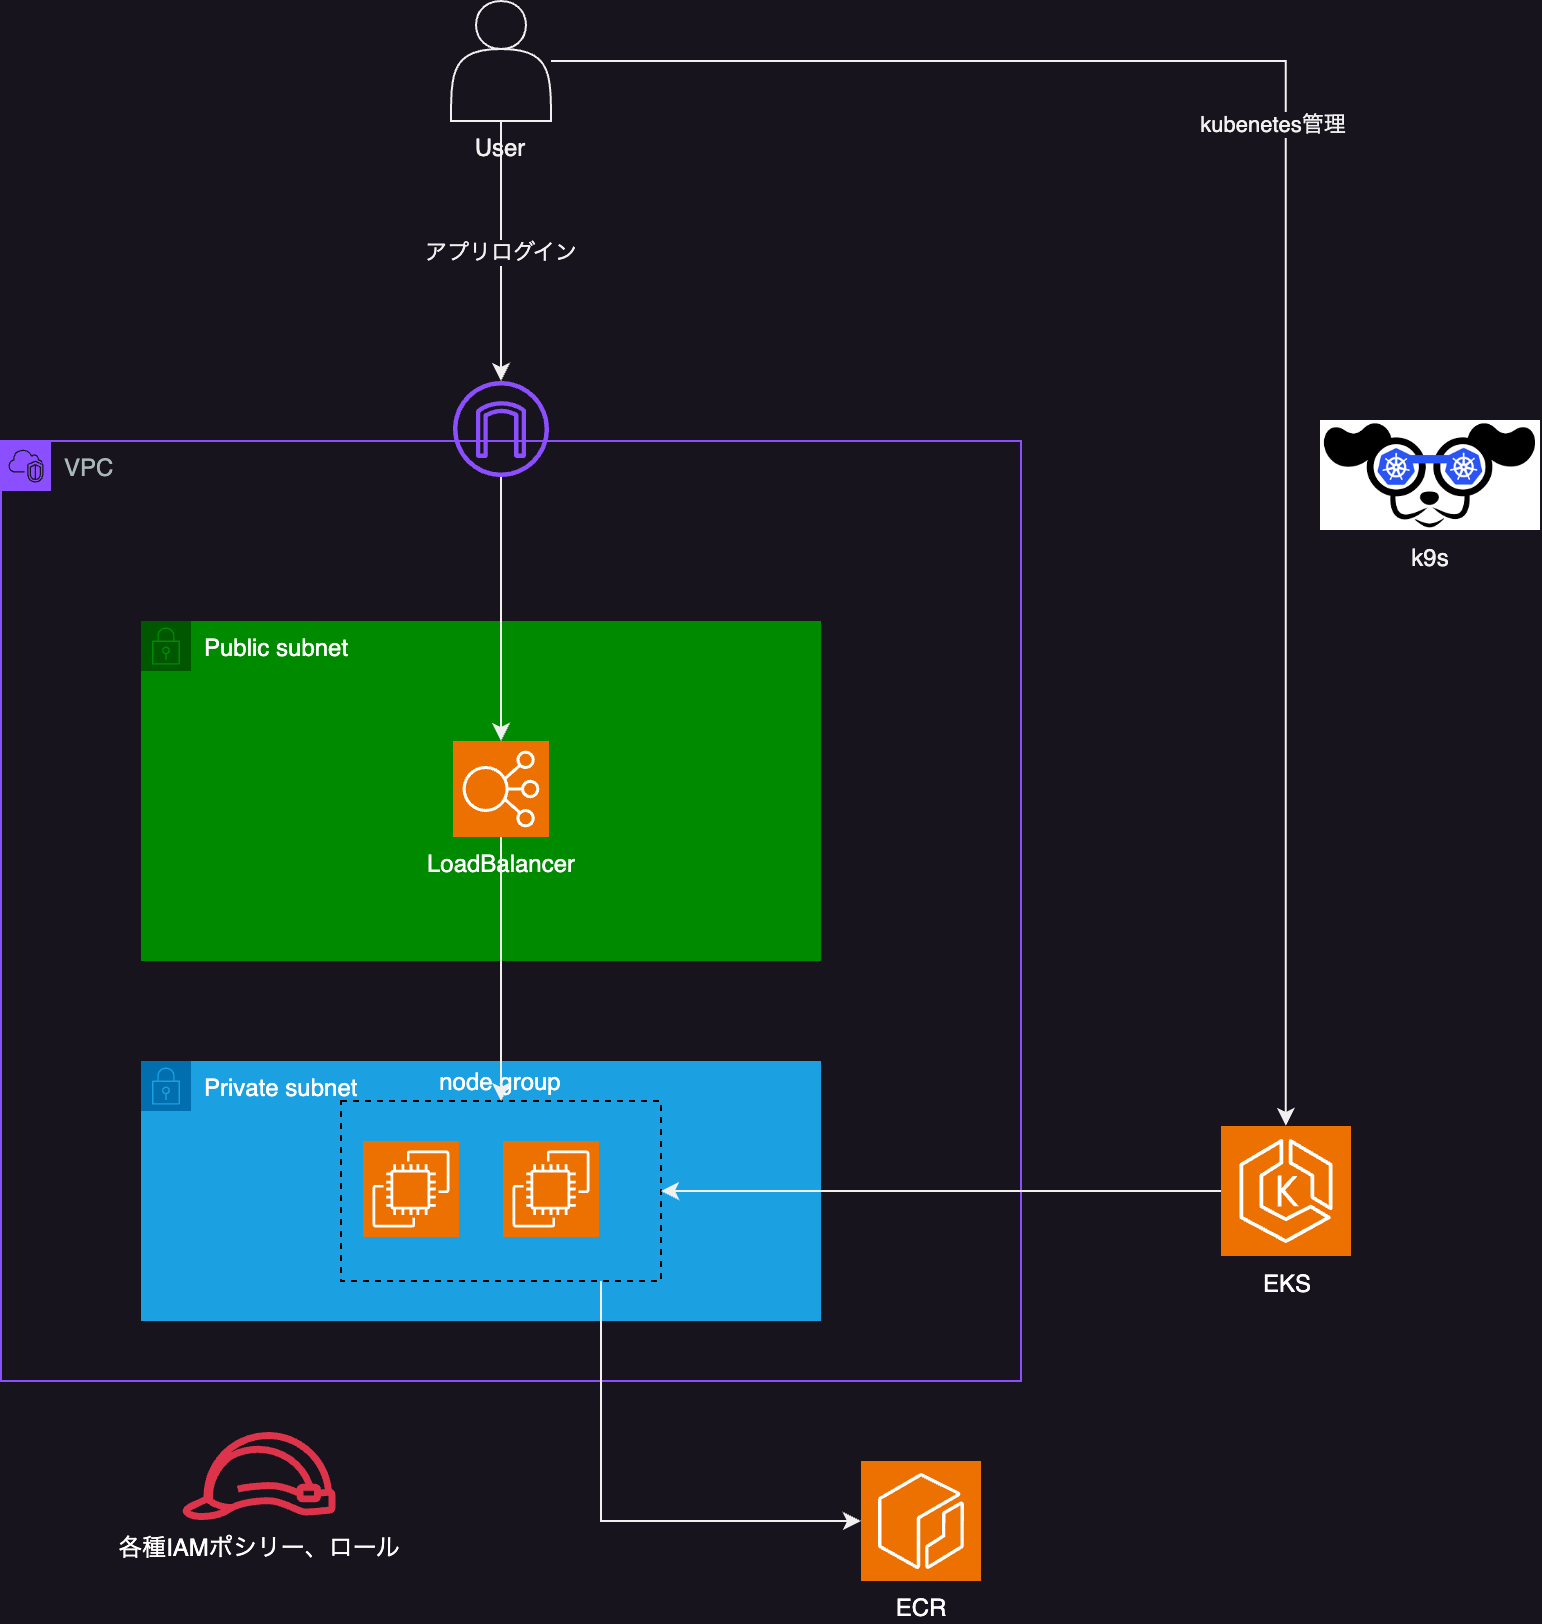 User
kubenetes管理
アプリログイン
VPC
k9s
Public subnet
LoadBalancer
Private subnet
node group
K
EKS
各種IAMポシリー、ロール
ECR